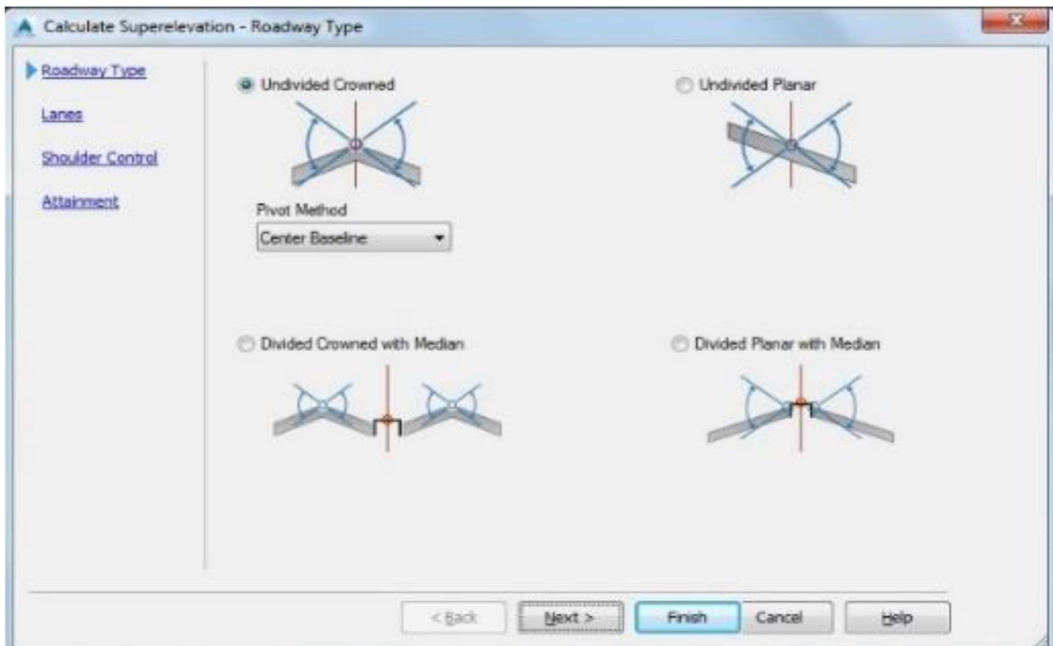 Calculate Superelevation - Roadway Type
Roadway Type
Lanes
Shoulder Control
Attainment
Undivided Crowned
Undivided Planar
Pivot Method
Center Baseline
Divided Crowned with Median
Divided Planar with Median
< Back
Next >
Finish
Cancel
Help